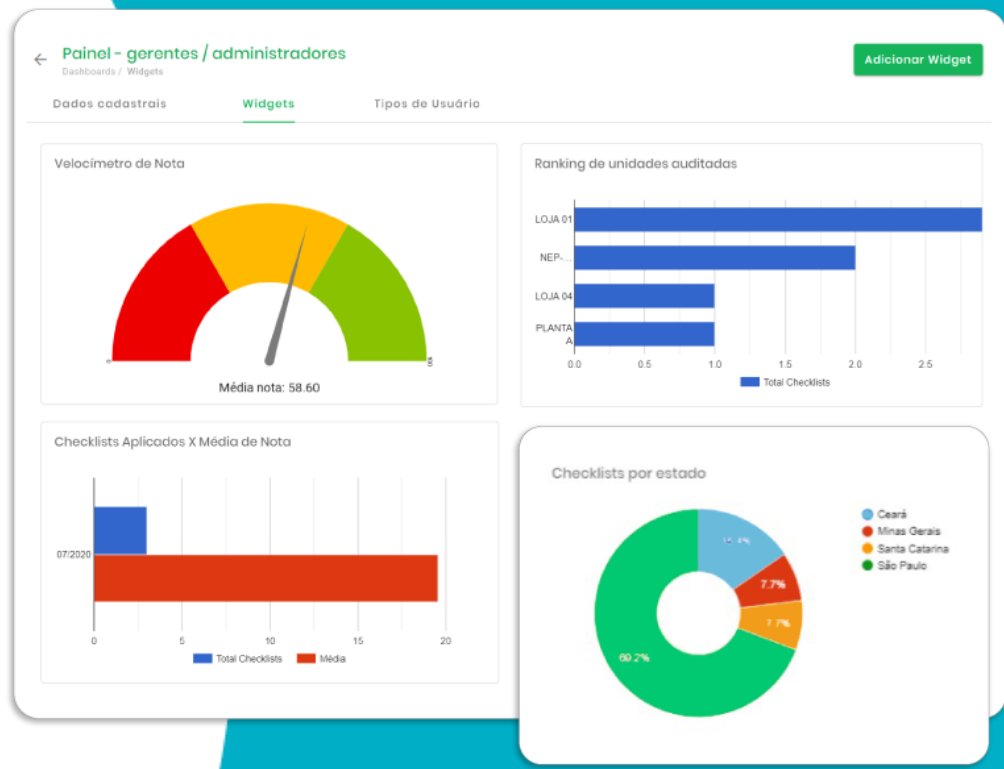 Painel - gerentes / administradores
Dashboards / Widgets
Adicionar Widget
Dados cadastrais
Widgets
Tipos de Usuário
Velocímetro de Nota
Média nota: 58.60
Ranking de unidades auditadas
LOJA 01
NEP-...
LOJA 04
PLANTA
A
0.0 0.5 1.0 1.5 2.0 2.5
Total Checklists
Checklists Aplicados X Média de Nota
07/2020
0 5 10 15 20
Total Checklists Média
Checklists por estado
15.4%
7.7%
7.7%
69.2%
Ceará
Minas Gerais
Santa Catarina
São Paulo